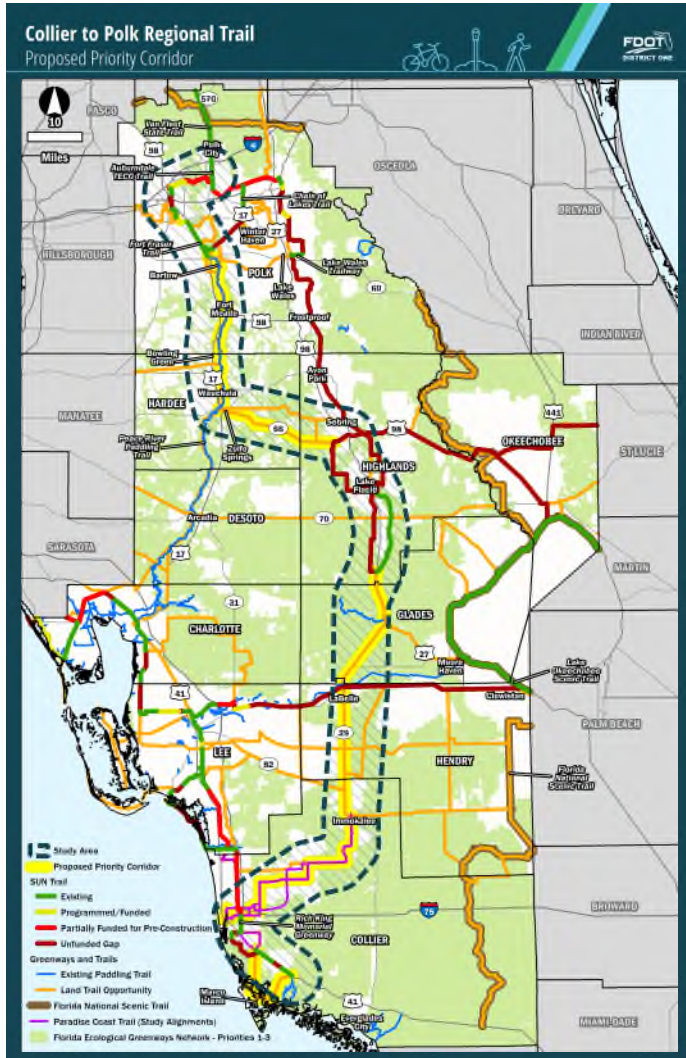 Collier to Polk Regional Trail
Proposed Priority Corridor
FDOT
DISTRICT ONE
10
Miles
PASCO
570
Van Fleet
State Trail
98
Polk
City
4
OSCEOLA
Auburndale
TECO Trail
BREVARD
17
Chain of
Lakes Trail
Winter
Haven
27
HILLSBOROUGH
Fort Fraser
Trail
Bartow
POLK
Lake
Wales
Lake Wales
Trailway
60
Fort
Meade
Frostproof
98
INDIAN RIVER
Bowling
Green
98
Avon
Park
17
Wauchula
HARDEE
441
MANATEE
66
Sebring
98
OKEECHOBEE
Peace River
Paddling
Trail
Zolfo
Springs
HIGHLANDS
ST LUCIE
Lake
Placid
Arcadia
DESOTO
70
SARASOTA
17
MARTIN
31
GLADES
CHARLOTTE
27
Moore
Haven
Lake
Okeechobee
Scenic Trail
41
LaBelle
Clewiston
PALM BEACH
29
LEE
82
HENDRY
Florida
National
Scenic Trail
Immokalee
Study Area
Proposed Priority Corridor
SUN Trail
Existing
Programmed/Funded
Partially Funded for Pre-Construction
Unfunded Gap
Greenways and Trails
Existing Paddling Trail
Land Trail Opportunity
Florida National Scenic Trail
Paradise Coast Trail (Study Alignments)
Florida Ecological Greenways Network - Priorities 1-3
75
BROWARD
Rich King
Memorial
Greenway
COLLIER
Marco
Island
41
Everglades
City
MIAMI-DADE